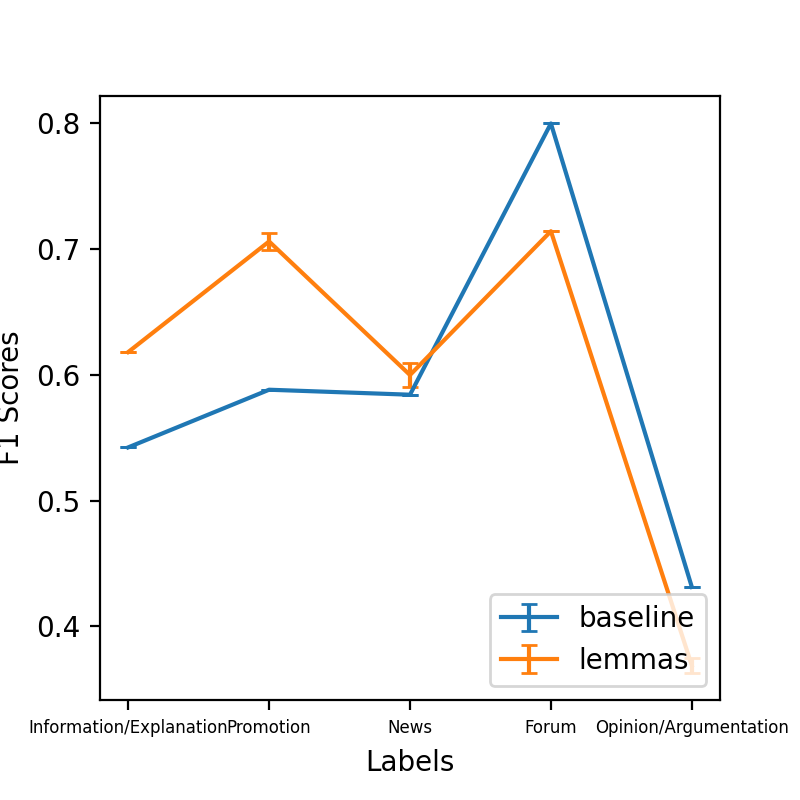 0.8
0.7
0.6
0.5
0.4
F1 Scores
baseline
lemmas
Information/Explanation Promotion News Forum Opinion/Argumentation
Labels